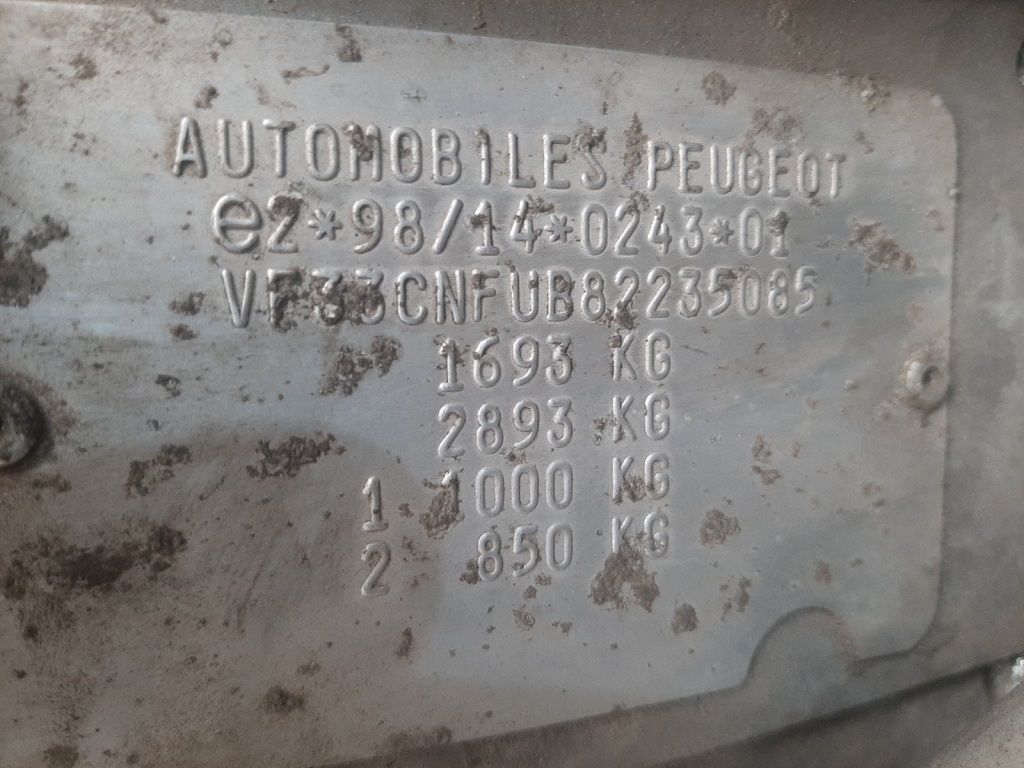 AUTOMOBILES PEUGEOT
e2*98/14*0243*01
VF33CNFUB82235085
1693 KG
2893 KG
1 1000 KG
2 850 KG